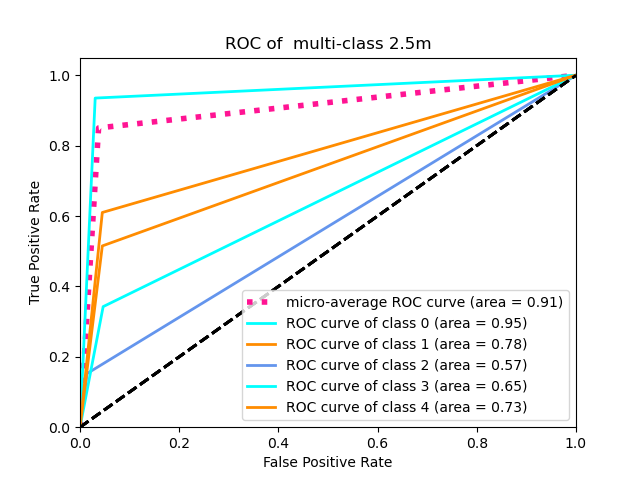 ROC of  multi-class 2.5m
True Positive Rate
1.0
0.8
0.6
0.4
0.2
0.0
micro-average ROC curve (area = 0.91)
ROC curve of class 0 (area = 0.95)
ROC curve of class 1 (area = 0.78)
ROC curve of class 2 (area = 0.57)
ROC curve of class 3 (area = 0.65)
ROC curve of class 4 (area = 0.73)
0.0 0.2 0.4 0.6 0.8 1.0
False Positive Rate